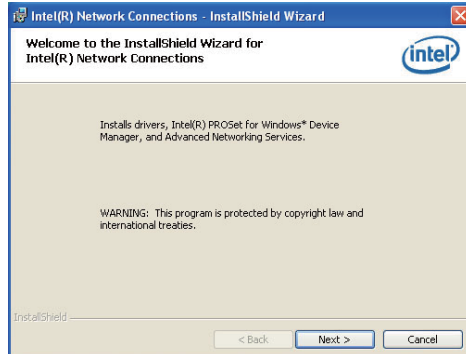 Intel(R) Network Connections - InstallShield Wizard
Welcome to the InstallShield Wizard for
Intel(R) Network Connections
intel
Installs drivers, Intel(R) PROSet for Windows* Device
Manager, and Advanced Networking Services.
WARNING: This program is protected by copyright law and
international treaties.
InstallShield
< Back
Next >
Cancel